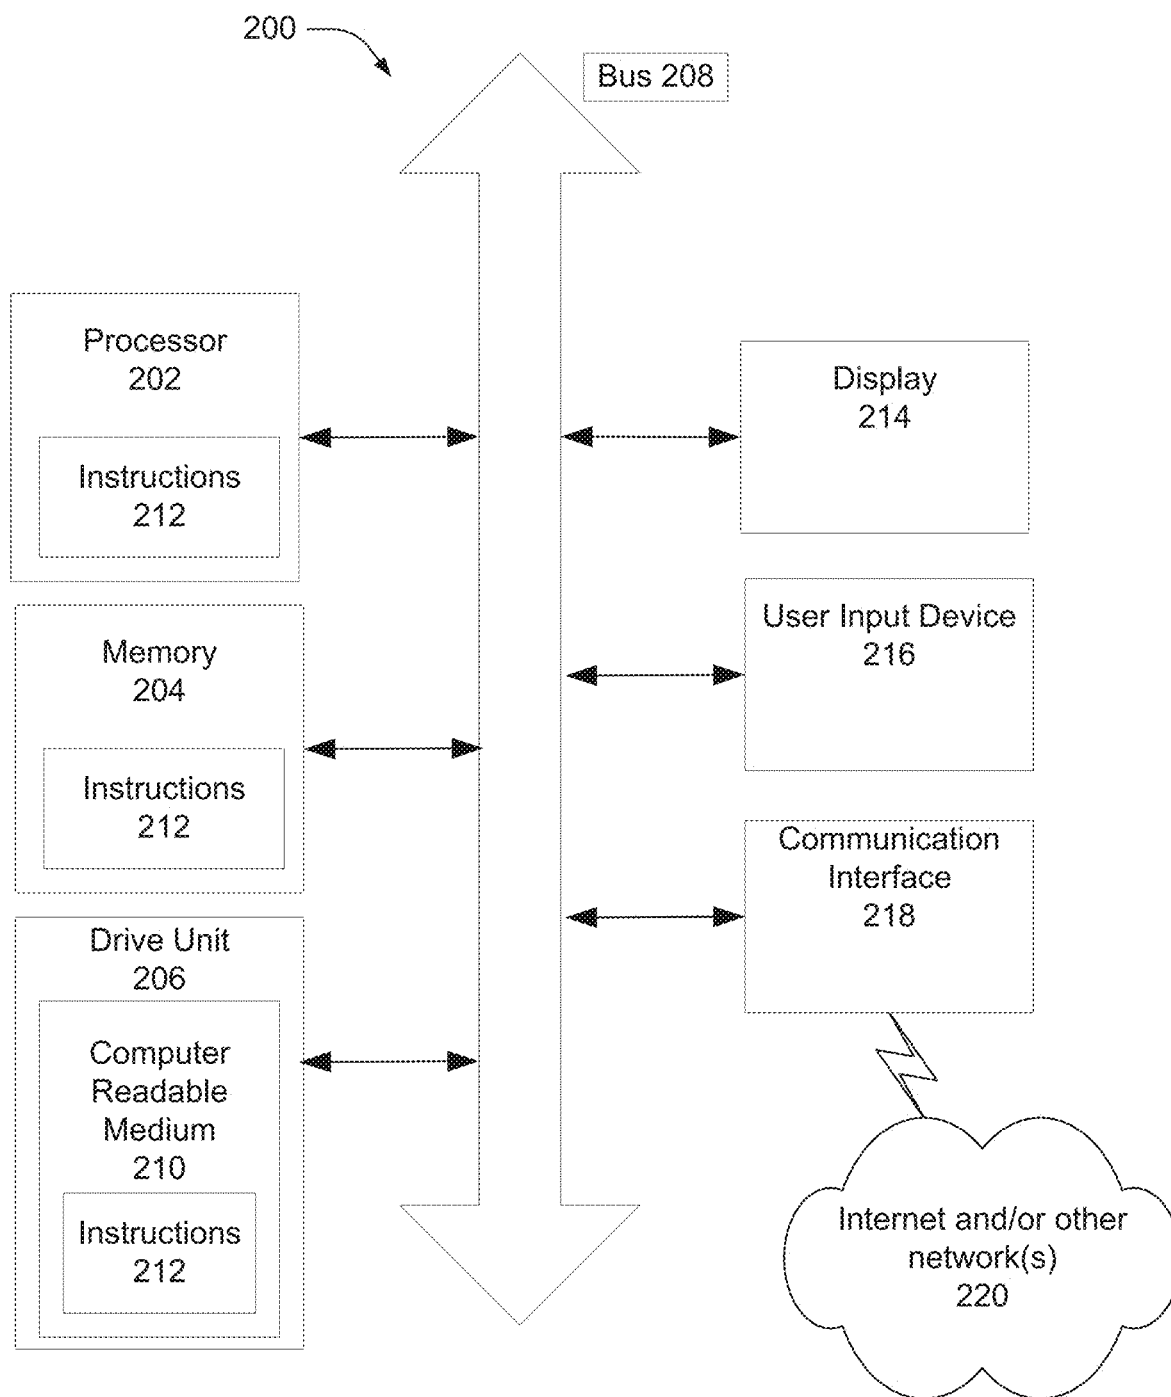 200
Bus 208
Processor
202
Instructions
212
Memory
204
Instructions
212
Drive Unit
206
Computer
Readable
Medium
210
Instructions
212
Display
214
User Input Device
216
Communication
Interface
218
Internet and/or other
network(s)
220